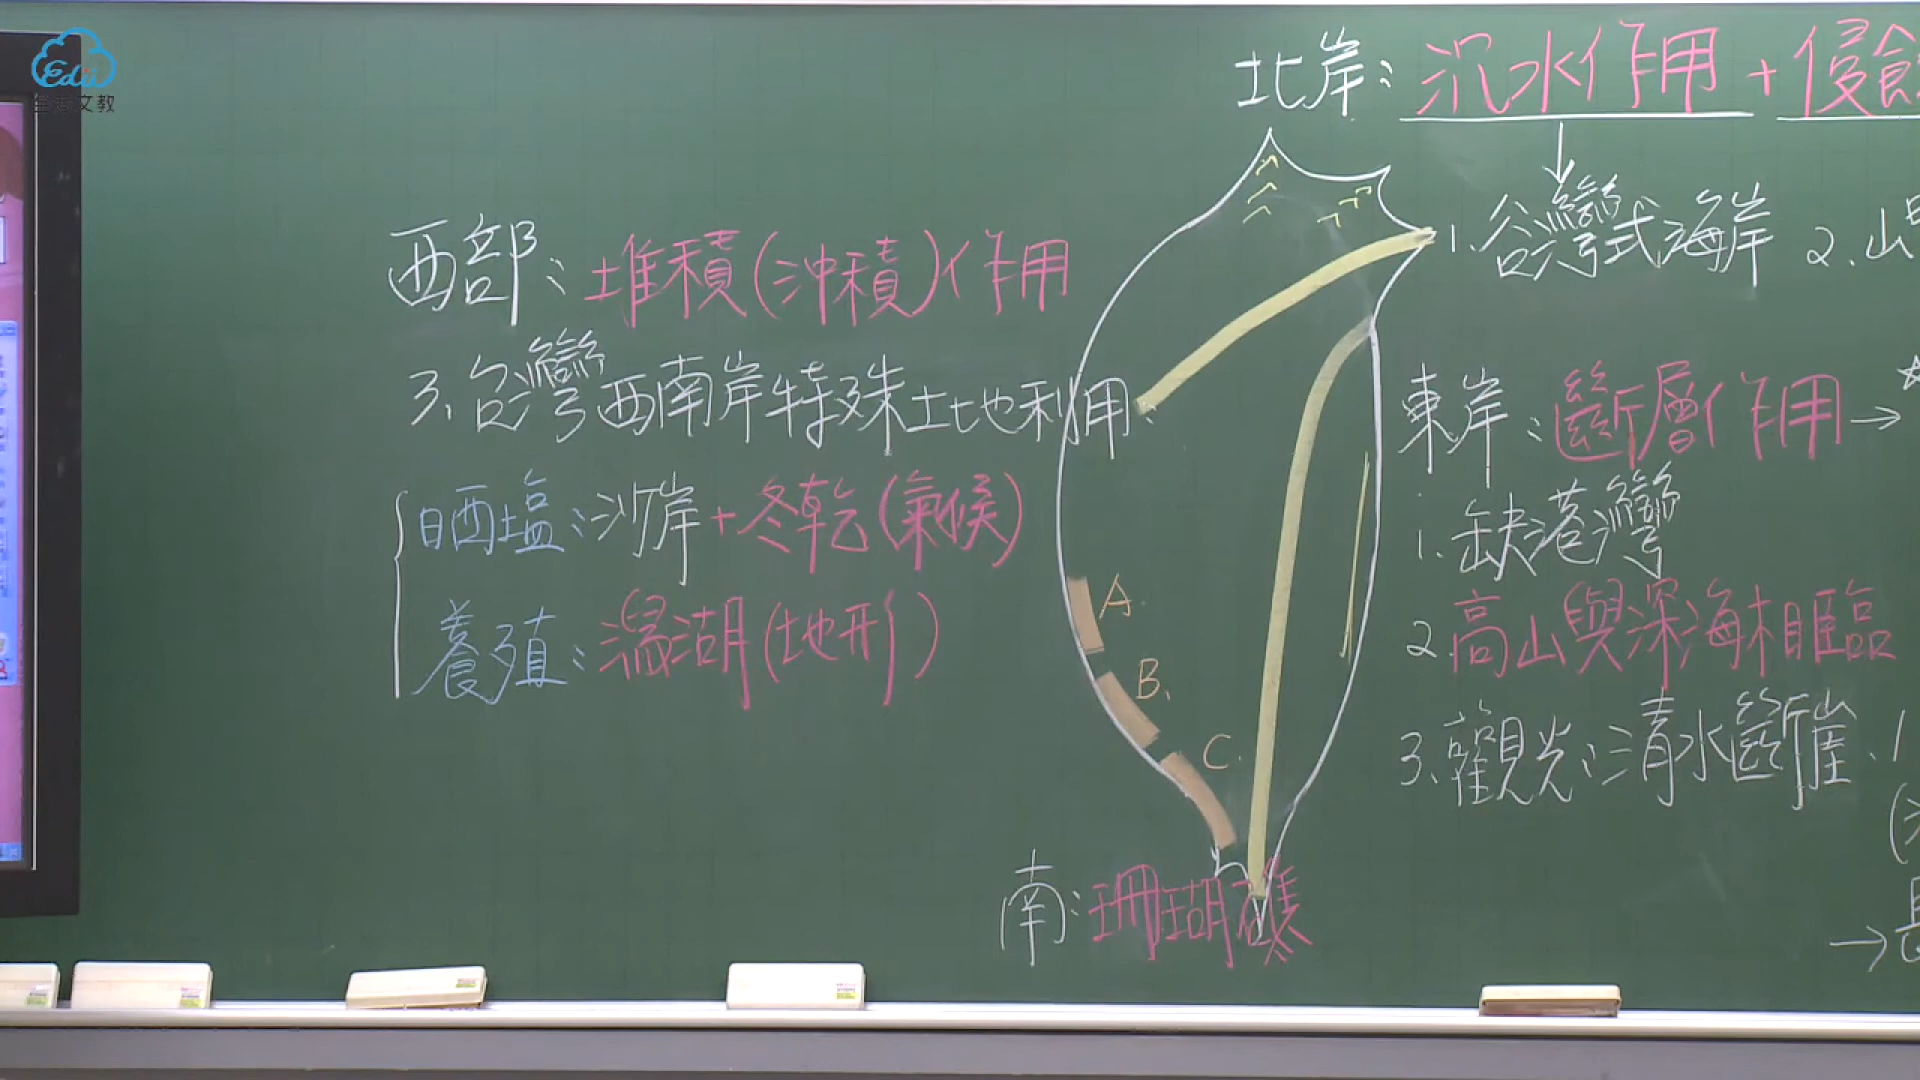 Edu
北岸：沉水作用+侵蝕
1.谷灣式海岸 2.山
西部：堆積(沖積)作用
3.台灣西南岸特殊土地利用：
晒塩：沙岸+冬乾(氣候)
養殖：潟湖(地形)
A.
B.
C.
南：珊瑚礁
東岸：斷層作用→
1.缺港灣
2.高山與深海相臨
3.觀光：清水斷崖、